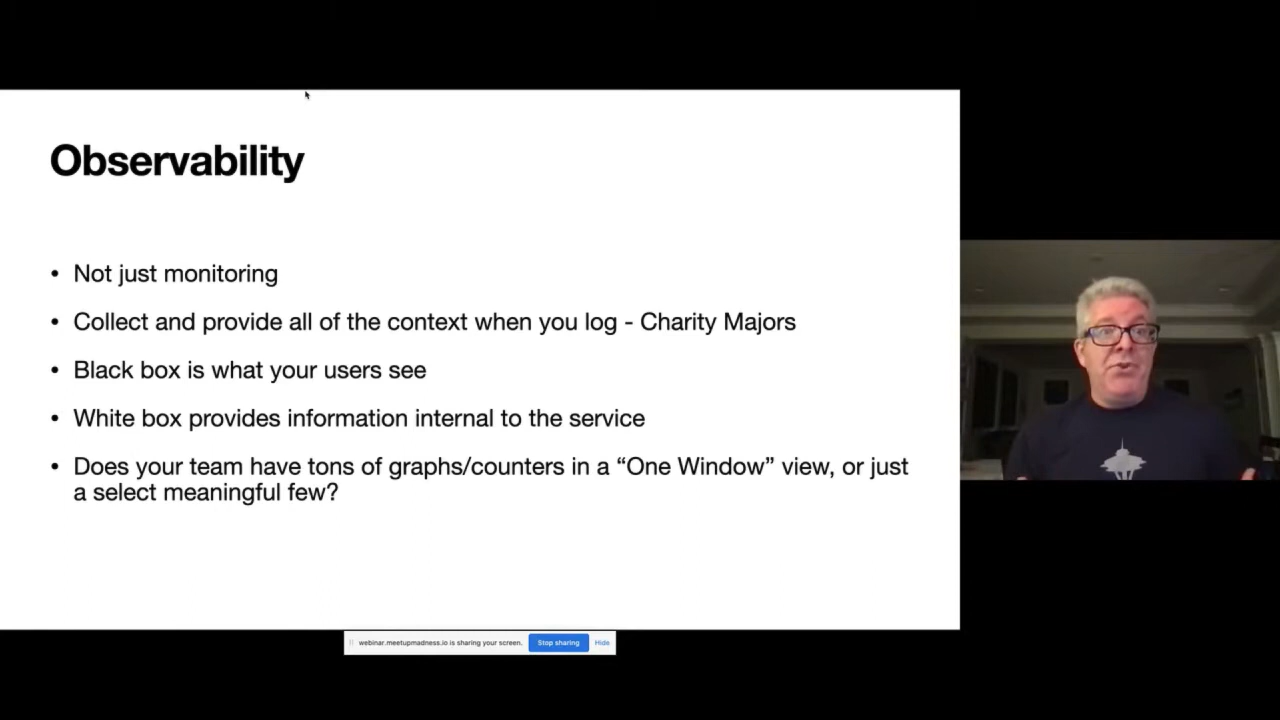 Observability
• Not just monitoring
• Collect and provide all of the context when you log - Charity Majors
• Black box is what your users see
• White box provides information internal to the service
• Does your team have tons of graphs/counters in a “One Window” view, or just
a select meaningful few?
webinar.meetupmadness.io is sharing your screen. Stop sharing Hide